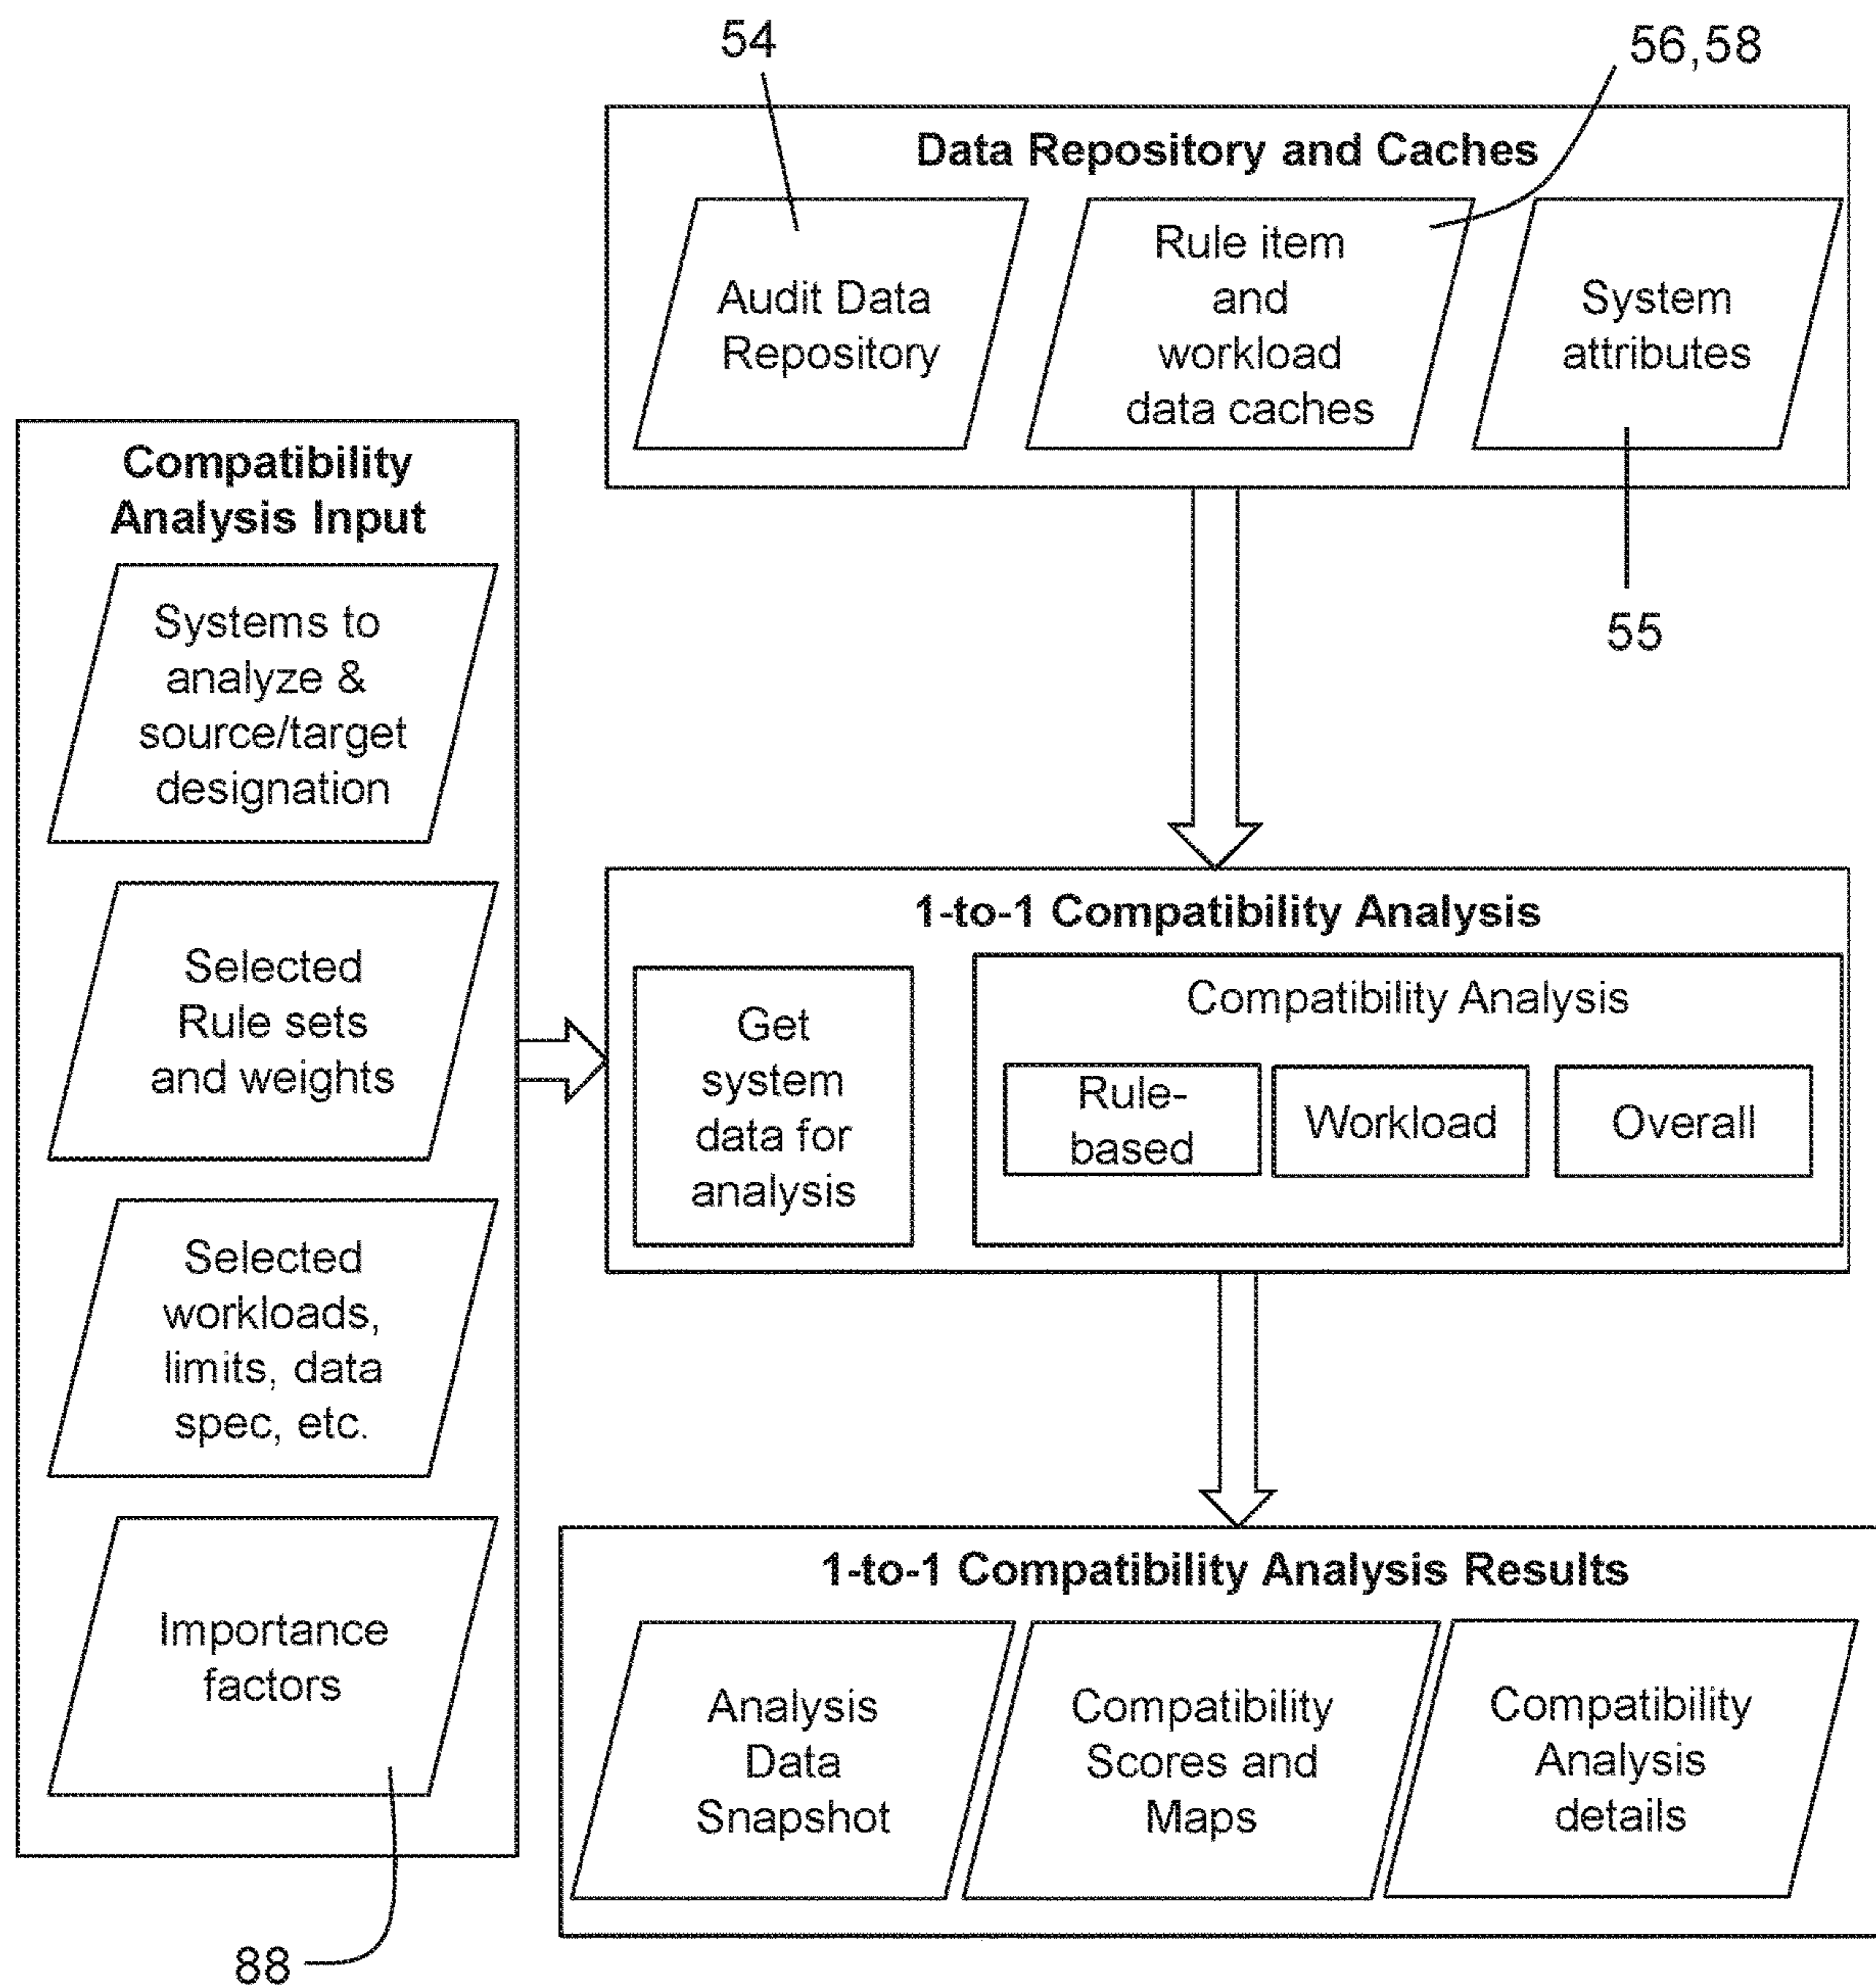 54
56,58
Data Repository and Caches
Audit Data
Repository
Rule item
and
workload
data caches
System
attributes
55
Compatibility
Analysis Input
Systems to
analyze &
source/target
designation
Selected
Rule sets
and weights
Selected
workloads,
limits, data
spec, etc.
Importance
factors
88
1-to-1 Compatibility Analysis
Get
system
data for
analysis
Compatibility Analysis
Rule-
based
Workload
Overall
1-to-1 Compatibility Analysis Results
Analysis
Data
Snapshot
Compatibility
Scores and
Maps
Compatibility
Analysis
details